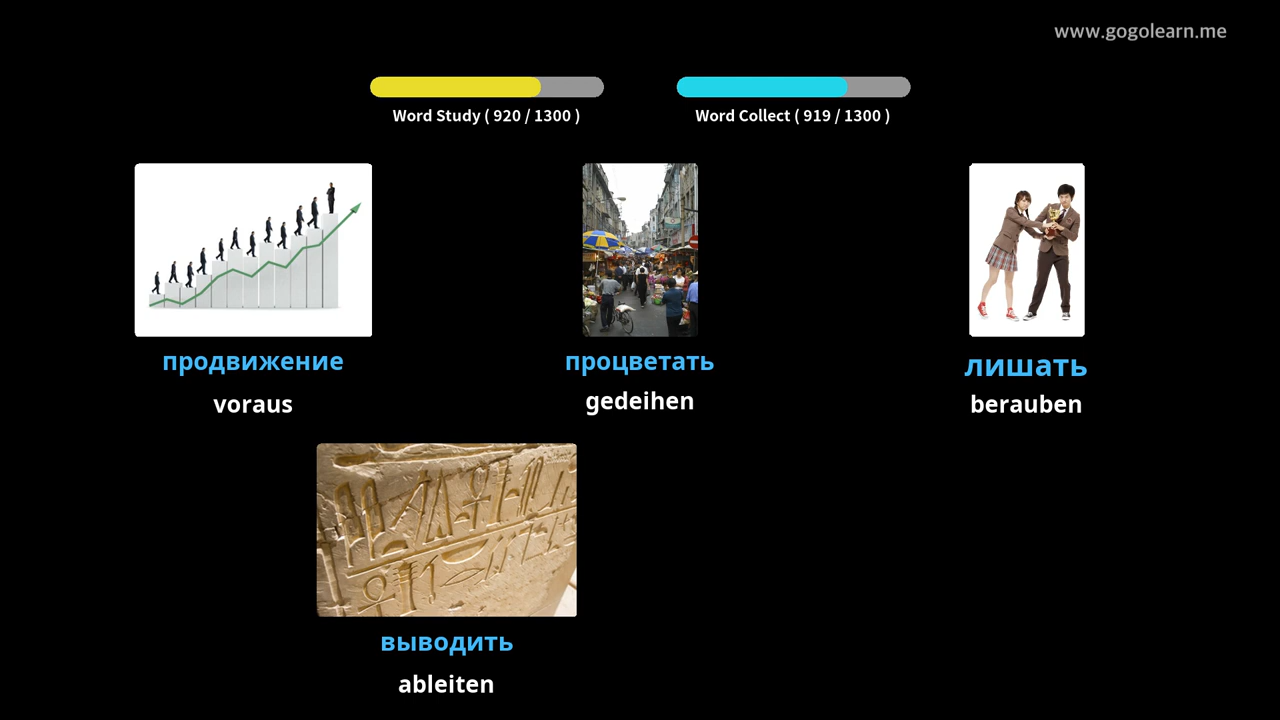 www.gogolearn.me
Word Study ( 920 / 1300 )
Word Collect ( 919 / 1300 )
продвижение
процветать
лишать
voraus
gedeihen
berauben
выводить
ableiten